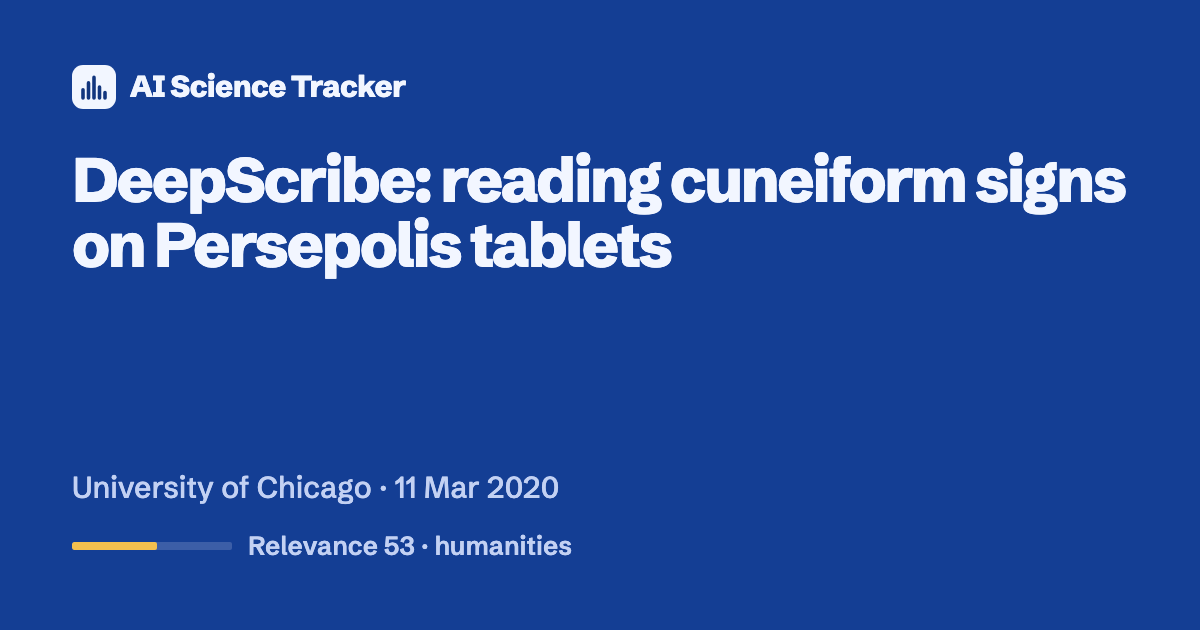 AI Science Tracker
DeepScribe: reading cuneiform signs
on Persepolis tablets
University of Chicago · 11 Mar 2020
Relevance 53 · humanities